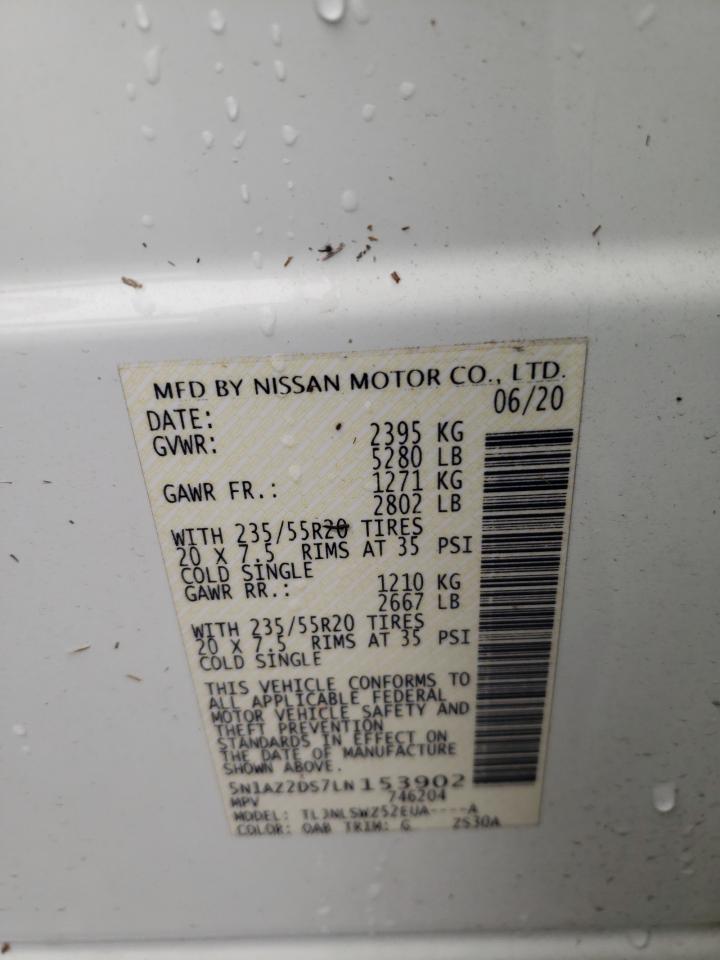 MFD BY NISSAN MOTOR CO., LTD.
DATE: 06/20
GVWR: 2395 KG
5280 LB
GAWR FR.: 1271 KG
2802 LB
WITH 235/55R20 TIRES
20 X 7.5 RIMS AT 35 PSI
COLD SINGLE
GAWR RR.: 1210 KG
2667 LB
WITH 235/55R20 TIRES
20 X 7.5 RIMS AT 35 PSI
COLD SINGLE
THIS VEHICLE CONFORMS TO
ALL APPLICABLE FEDERAL
MOTOR VEHICLE SAFETY AND
THEFT PREVENTION
STANDARDS IN EFFECT ON
THE DATE OF MANUFACTURE
SHOWN ABOVE.
5N1AZ2DS7LN153902
MPV 746204
MODEL: TLJNLSWZ52EUA----A
COLOR: QAB TRIM: G Z530A